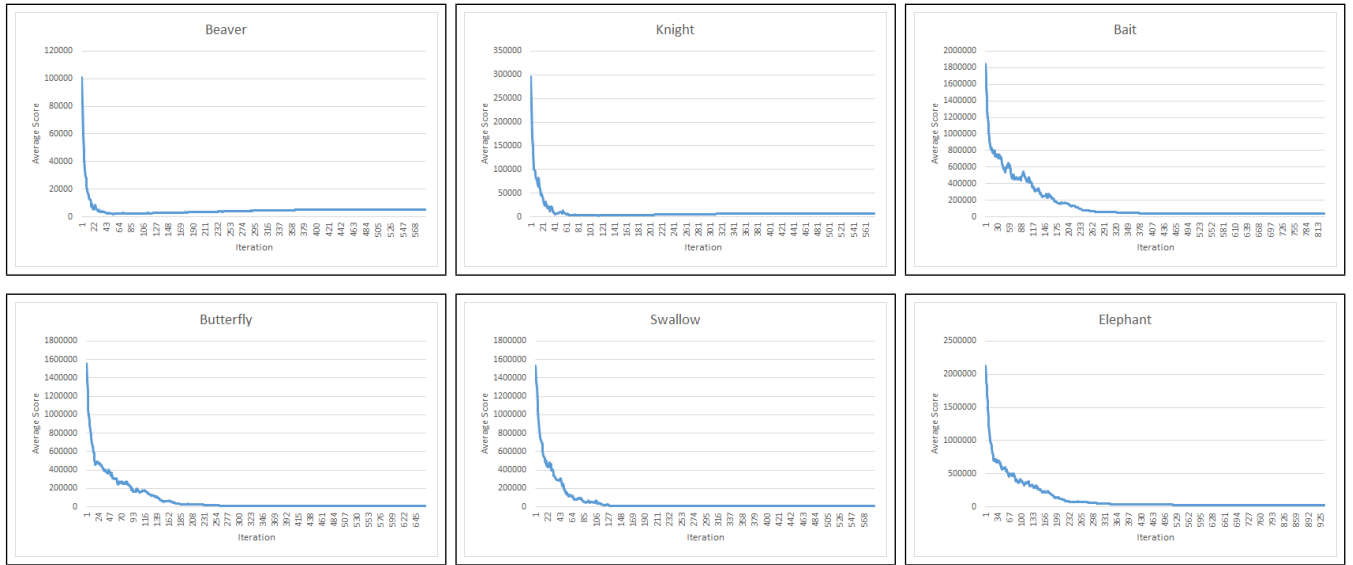 Beaver
120000
100000
80000
60000
40000
20000
0
Average Score
1 22 43 64 85 106 127 148 169 190 211 232 253 274 295 316 337 358 379 400 421 442 463 484 505 526 547 568
Iteration
Knight
350000
300000
250000
200000
150000
100000
50000
0
Average Score
1 21 41 61 81 101 121 141 161 181 201 221 241 261 281 301 321 341 361 381 401 421 441 461 481 501 521 541 561
Iteration
Bait
2000000
1800000
1600000
1400000
1200000
1000000
800000
600000
400000
200000
0
Average Score
1 30 59 88 117 146 175 204 233 262 291 320 349 378 407 436 465 494 523 552 581 610 639 668 697 726 755 784 813
Iteration
Butterfly
1800000
1600000
1400000
1200000
1000000
800000
600000
400000
200000
0
Average Score
1 24 47 70 93 116 139 162 185 208 231 254 277 300 323 346 369 392 415 438 461 484 507 530 553 576 599 622 645
Iteration
Swallow
1800000
1600000
1400000
1200000
1000000
800000
600000
400000
200000
0
Average Score
1 22 43 64 85 106 127 148 169 190 211 232 253 274 295 316 337 358 379 400 421 442 463 484 505 526 547 568
Iteration
Elephant
2500000
2000000
1500000
1000000
500000
0
Average Score
1 34 67 100 133 166 199 232 265 298 331 364 397 430 463 496 529 562 595 628 661 694 727 760 793 826 859 892 925
Iteration